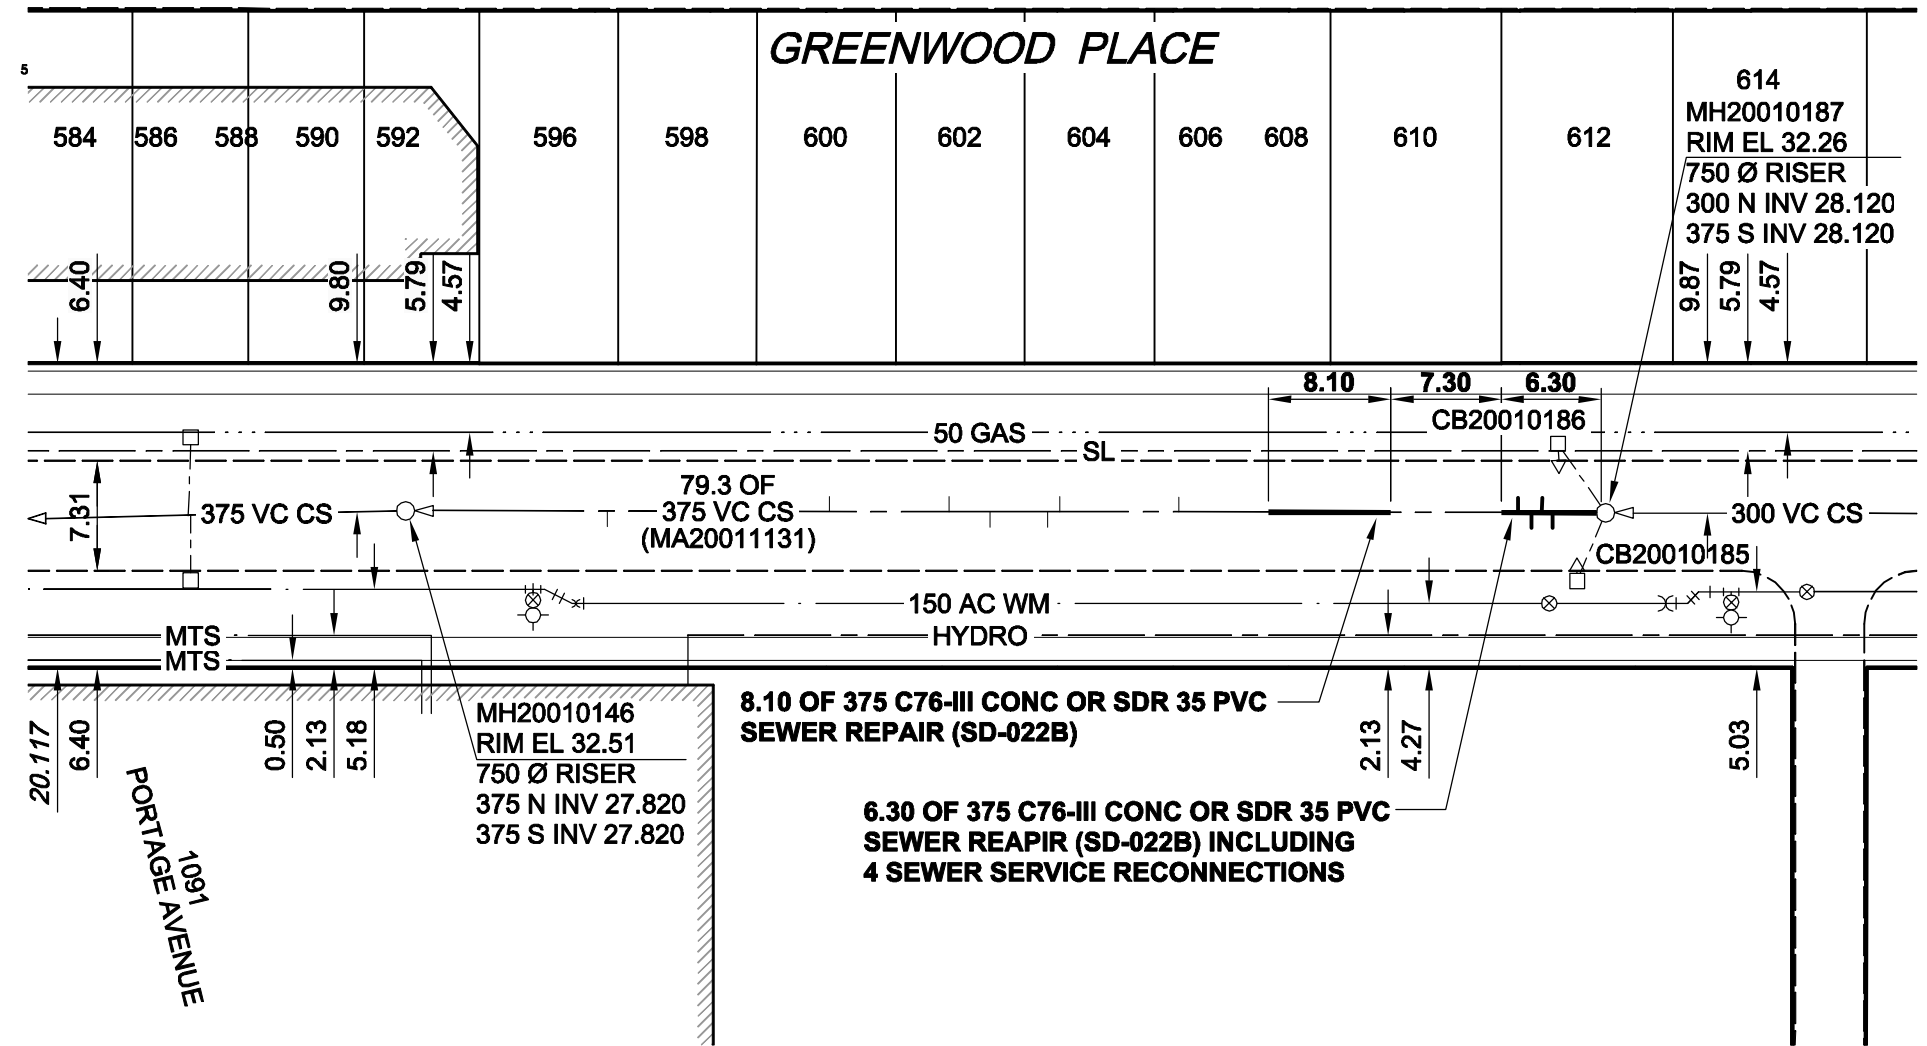 GREENWOOD PLACE
5
584
586
588
590
592
596
598
600
602
604
606
608
610
612
614
MH20010187
RIM EL 32.26
750 Ø RISER
300 N INV 28.120
375 S INV 28.120
6.40
9.80
5.79
4.57
9.87
5.79
4.57
8.10
7.30
6.30
CB20010186
50 GAS
SL
7.31
375 VC CS
79.3 OF
375 VC CS
(MA20011131)
300 VC CS
CB20010185
150 AC WM
HYDRO
MTS
MTS
20.117
6.40
0.50
2.13
5.18
MH20010146
RIM EL 32.51
750 Ø RISER
375 N INV 27.820
375 S INV 27.820
8.10 OF 375 C76-III CONC OR SDR 35 PVC
SEWER REPAIR (SD-022B)
2.13
4.27
5.03
6.30 OF 375 C76-III CONC OR SDR 35 PVC
SEWER REAPIR (SD-022B) INCLUDING
4 SEWER SERVICE RECONNECTIONS
1091
PORTAGE AVENUE